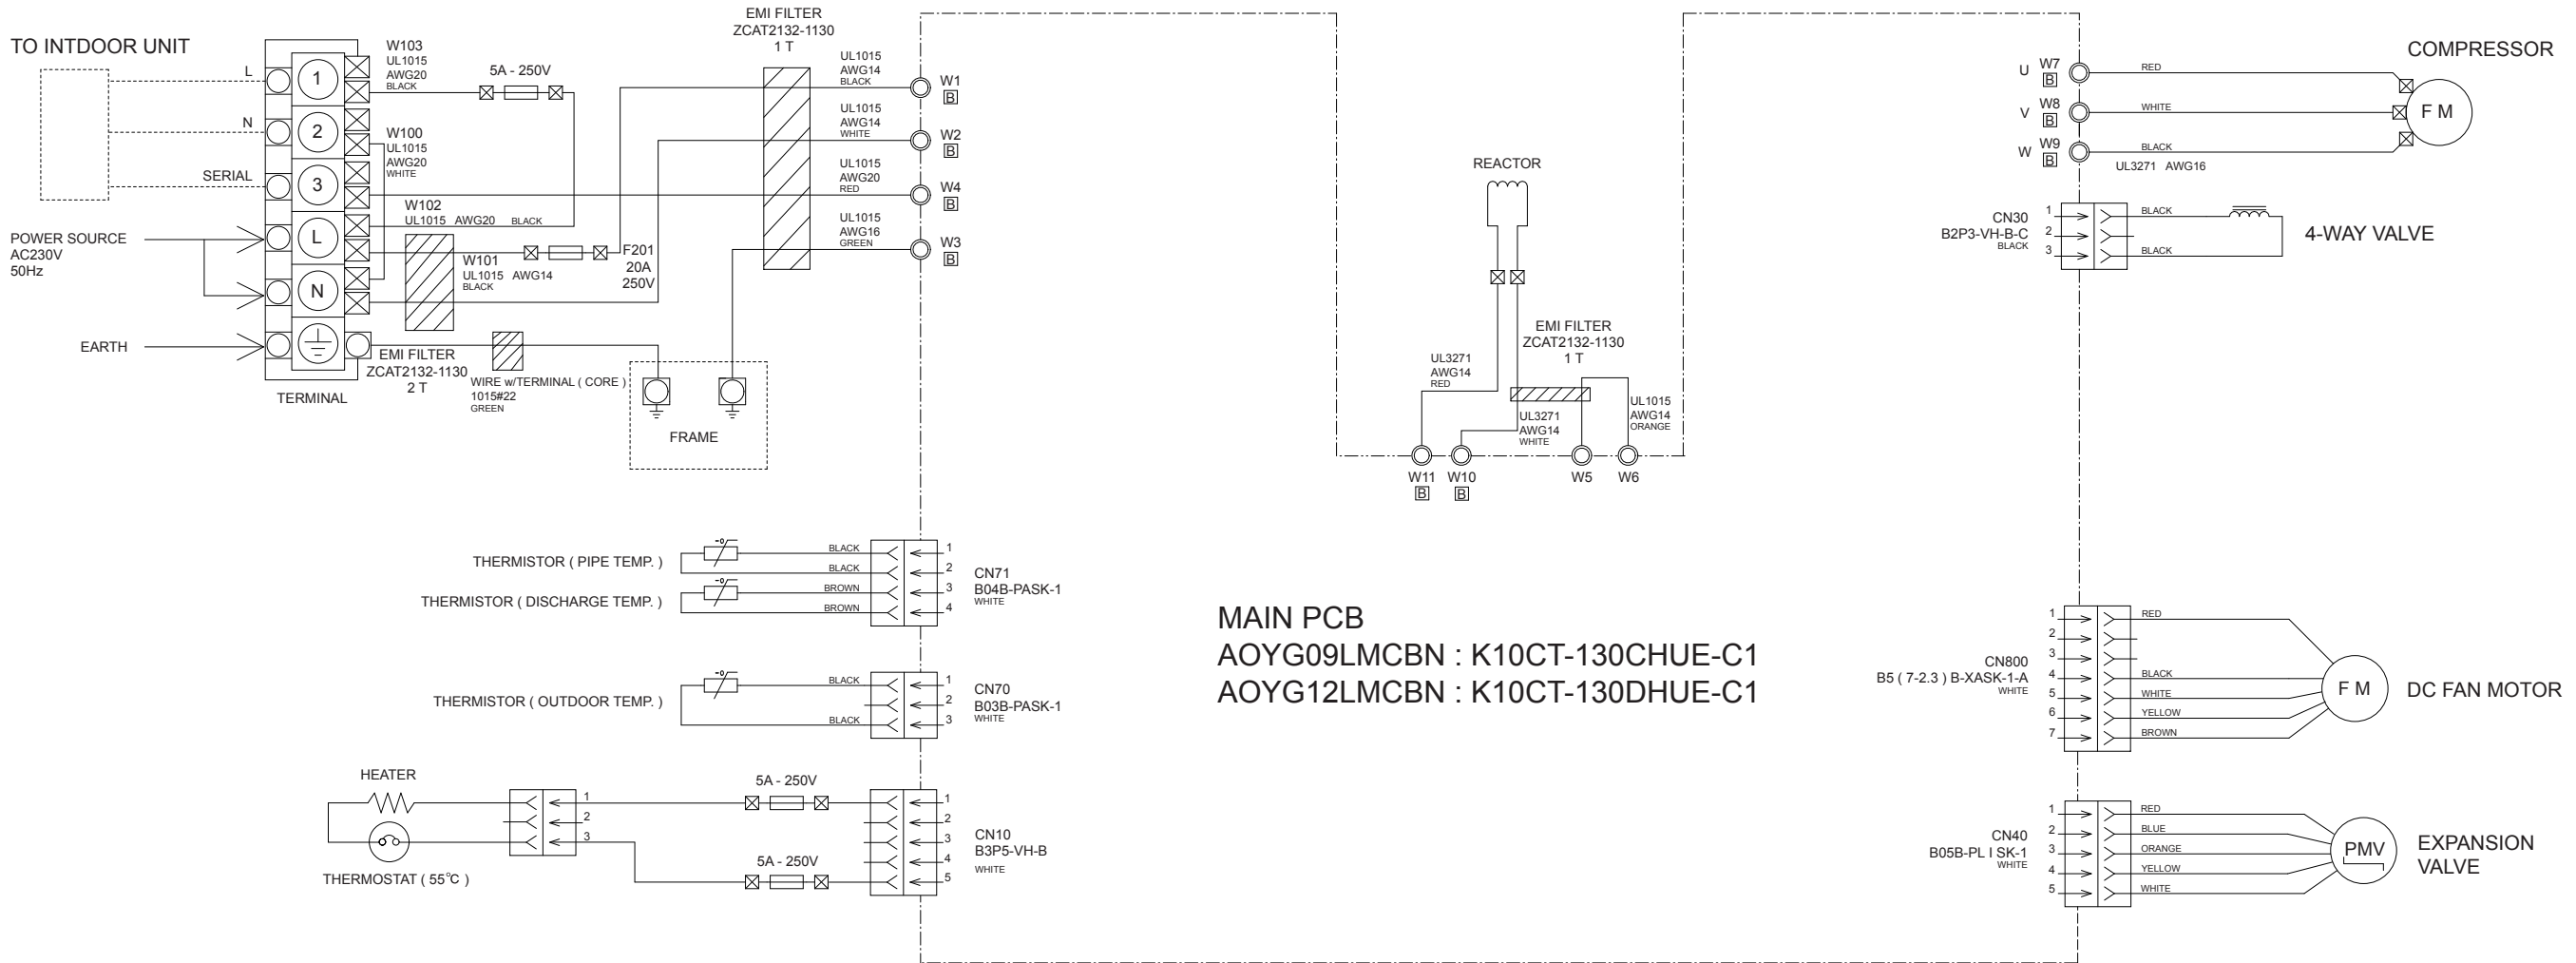 TO INTDOOR UNIT
L
N
SERIAL
POWER SOURCE
AC230V
50Hz
EARTH
1
2
3
L
N
TERMINAL
W103
UL1015
AWG20
BLACK
5A - 250V
W100
UL1015
AWG20
WHITE
W102
UL1015 AWG20 BLACK
W101
UL1015 AWG14
BLACK
F201
20A
250V
EMI FILTER
ZCAT2132-1130
2 T
WIRE w/TERMINAL ( CORE )
1015#22
GREEN
FRAME
EMI FILTER
ZCAT2132-1130
1 T
UL1015
AWG14
BLACK
W1
B
UL1015
AWG14
WHITE
W2
B
UL1015
AWG20
RED
W4
B
UL1015
AWG16
GREEN
W3
B
REACTOR
EMI FILTER
ZCAT2132-1130
1 T
UL3271
AWG14
RED
UL3271
AWG14
WHITE
UL1015
AWG14
ORANGE
W11
B
W10
B
W5
W6
COMPRESSOR
U W7
B
RED
V W8
B
WHITE
W W9
B
BLACK
UL3271 AWG16
F M
CN30
B2P3-VH-B-C
BLACK
1
2
3
BLACK
BLACK
4-WAY VALVE
THERMISTOR ( PIPE TEMP. )
THERMISTOR ( DISCHARGE TEMP. )
BLACK
BLACK
BROWN
BROWN
1
2
3
4
CN71
B04B-PASK-1
WHITE
THERMISTOR ( OUTDOOR TEMP. )
BLACK
BLACK
1
2
3
CN70
B03B-PASK-1
WHITE
HEATER
THERMOSTAT ( 55℃ )
1
2
3
5A - 250V
5A - 250V
1
2
3
4
5
CN10
B3P5-VH-B
WHITE
MAIN PCB
AOYG09LMCBN : K10CT-130CHUE-C1
AOYG12LMCBN : K10CT-130DHUE-C1
CN800
B5 ( 7-2.3 ) B-XASK-1-A
WHITE
1
2
3
4
5
6
7
RED
BLACK
WHITE
YELLOW
BROWN
F M
DC FAN MOTOR
CN40
B05B-PL I SK-1
WHITE
1
2
3
4
5
RED
BLUE
ORANGE
YELLOW
WHITE
PMV
EXPANSION
VALVE